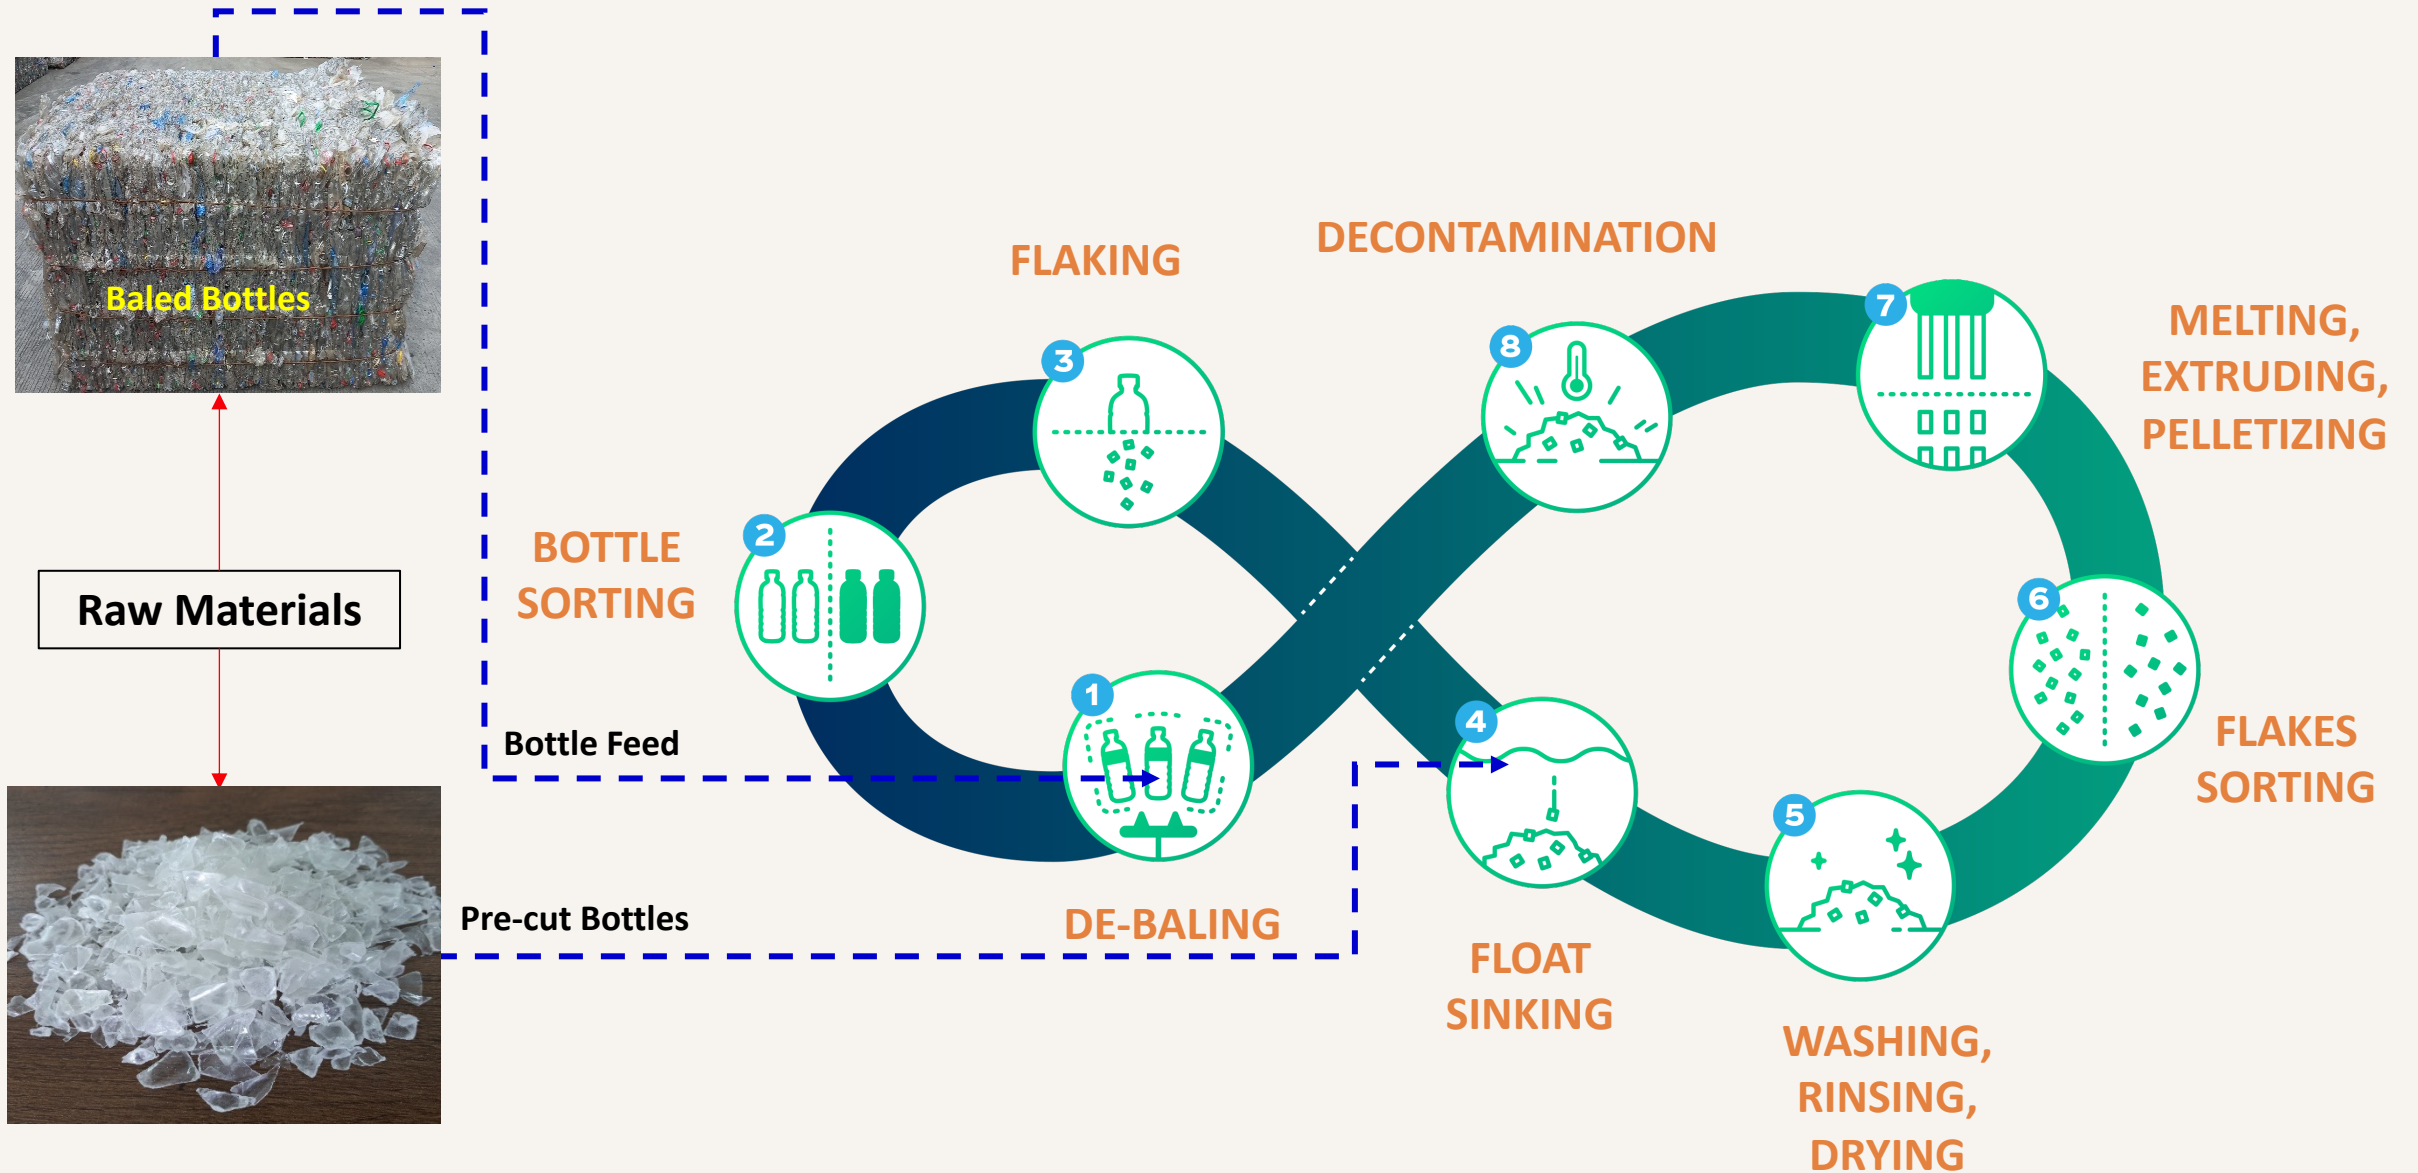 Baled Bottles
Raw Materials
Bottle Feed
Pre-cut Bottles
1
DE-BALING
2
BOTTLE
SORTING
3
FLAKING
4
FLOAT
SINKING
5
WASHING,
RINSING,
DRYING
6
FLAKES
SORTING
7
MELTING,
EXTRUDING,
PELLETIZING
8
DECONTAMINATION